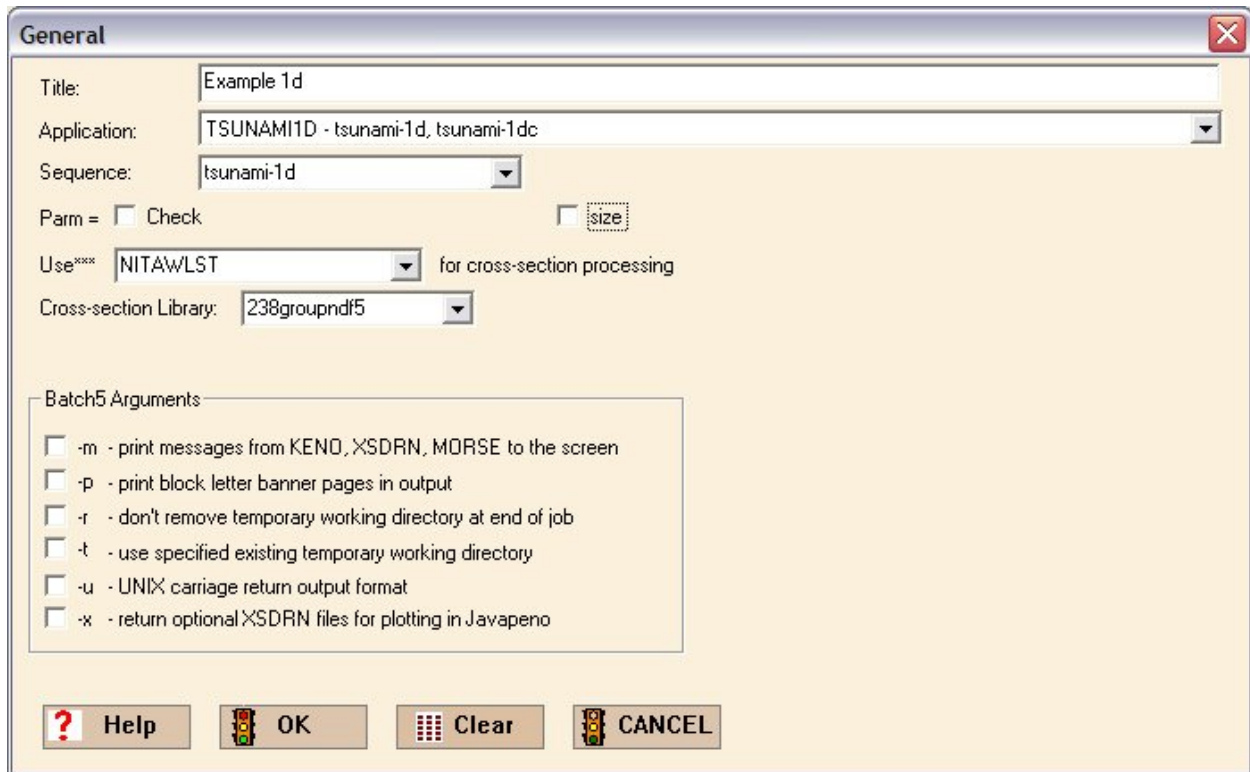 General
Title: Example 1d
Application: TSUNAMI1D - tsunami-1d, tsunami-1dc
Sequence: tsunami-1d
Parm = Check size
Use*** NITAWLST for cross-section processing
Cross-section Library: 238groupndf5
Batch5 Arguments
-m - print messages from KENO, XSDRN, MORSE to the screen
-p - print block letter banner pages in output
-r - don't remove temporary working directory at end of job
-t - use specified existing temporary working directory
-u - UNIX carriage return output format
-x - return optional XSDRN files for plotting in Javapeno
? Help OK Clear CANCEL